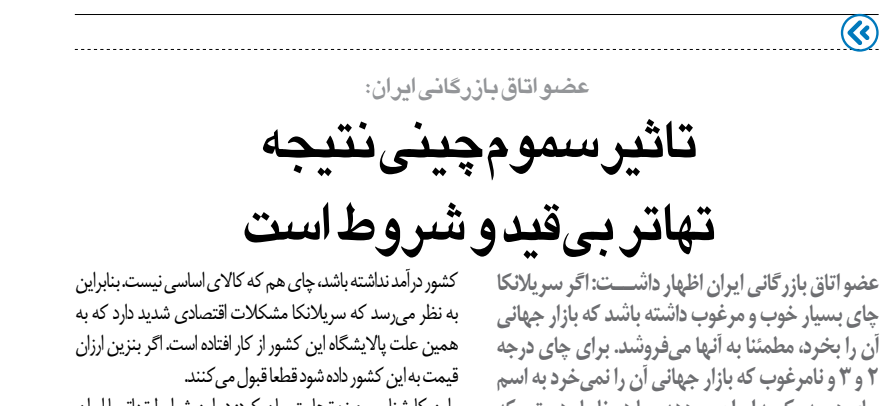 عضو اتاق بازرگانی ایران:
تاثیر سموم چینی نتیجه
تهاتر بی‌قید و شروط است
عضو اتاق بازرگانی ایران اظهار داشــت: اگر سریلانکا
چای بسیار خوب و مرغوب داشته باشد که بازار جهانی
آن را بخرد، مطمئنا به آنها می‌فروشد. برای چای درجه
۲ و ۳ و نامرغوب که بازار جهانی آن را نمی‌خرد به اسم
کشور درآمد نداشته باشد، چای هم که کالای اساسی نیست. بنابراین
به نظر می‌رسد که سریلانکا مشکلات اقتصادی شدید دارد که به
همین علت پالایشگاه این کشور از کار افتاده است. اگر بنزین ارزان
قیمت به این کشور داده شود قطعا قبول می‌کنند.